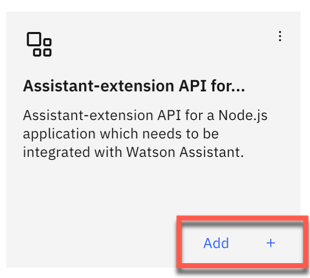 Assistant-extension API for...
Assistant-extension API for a Node.js
application which needs to be
integrated with Watson Assistant.
Add +